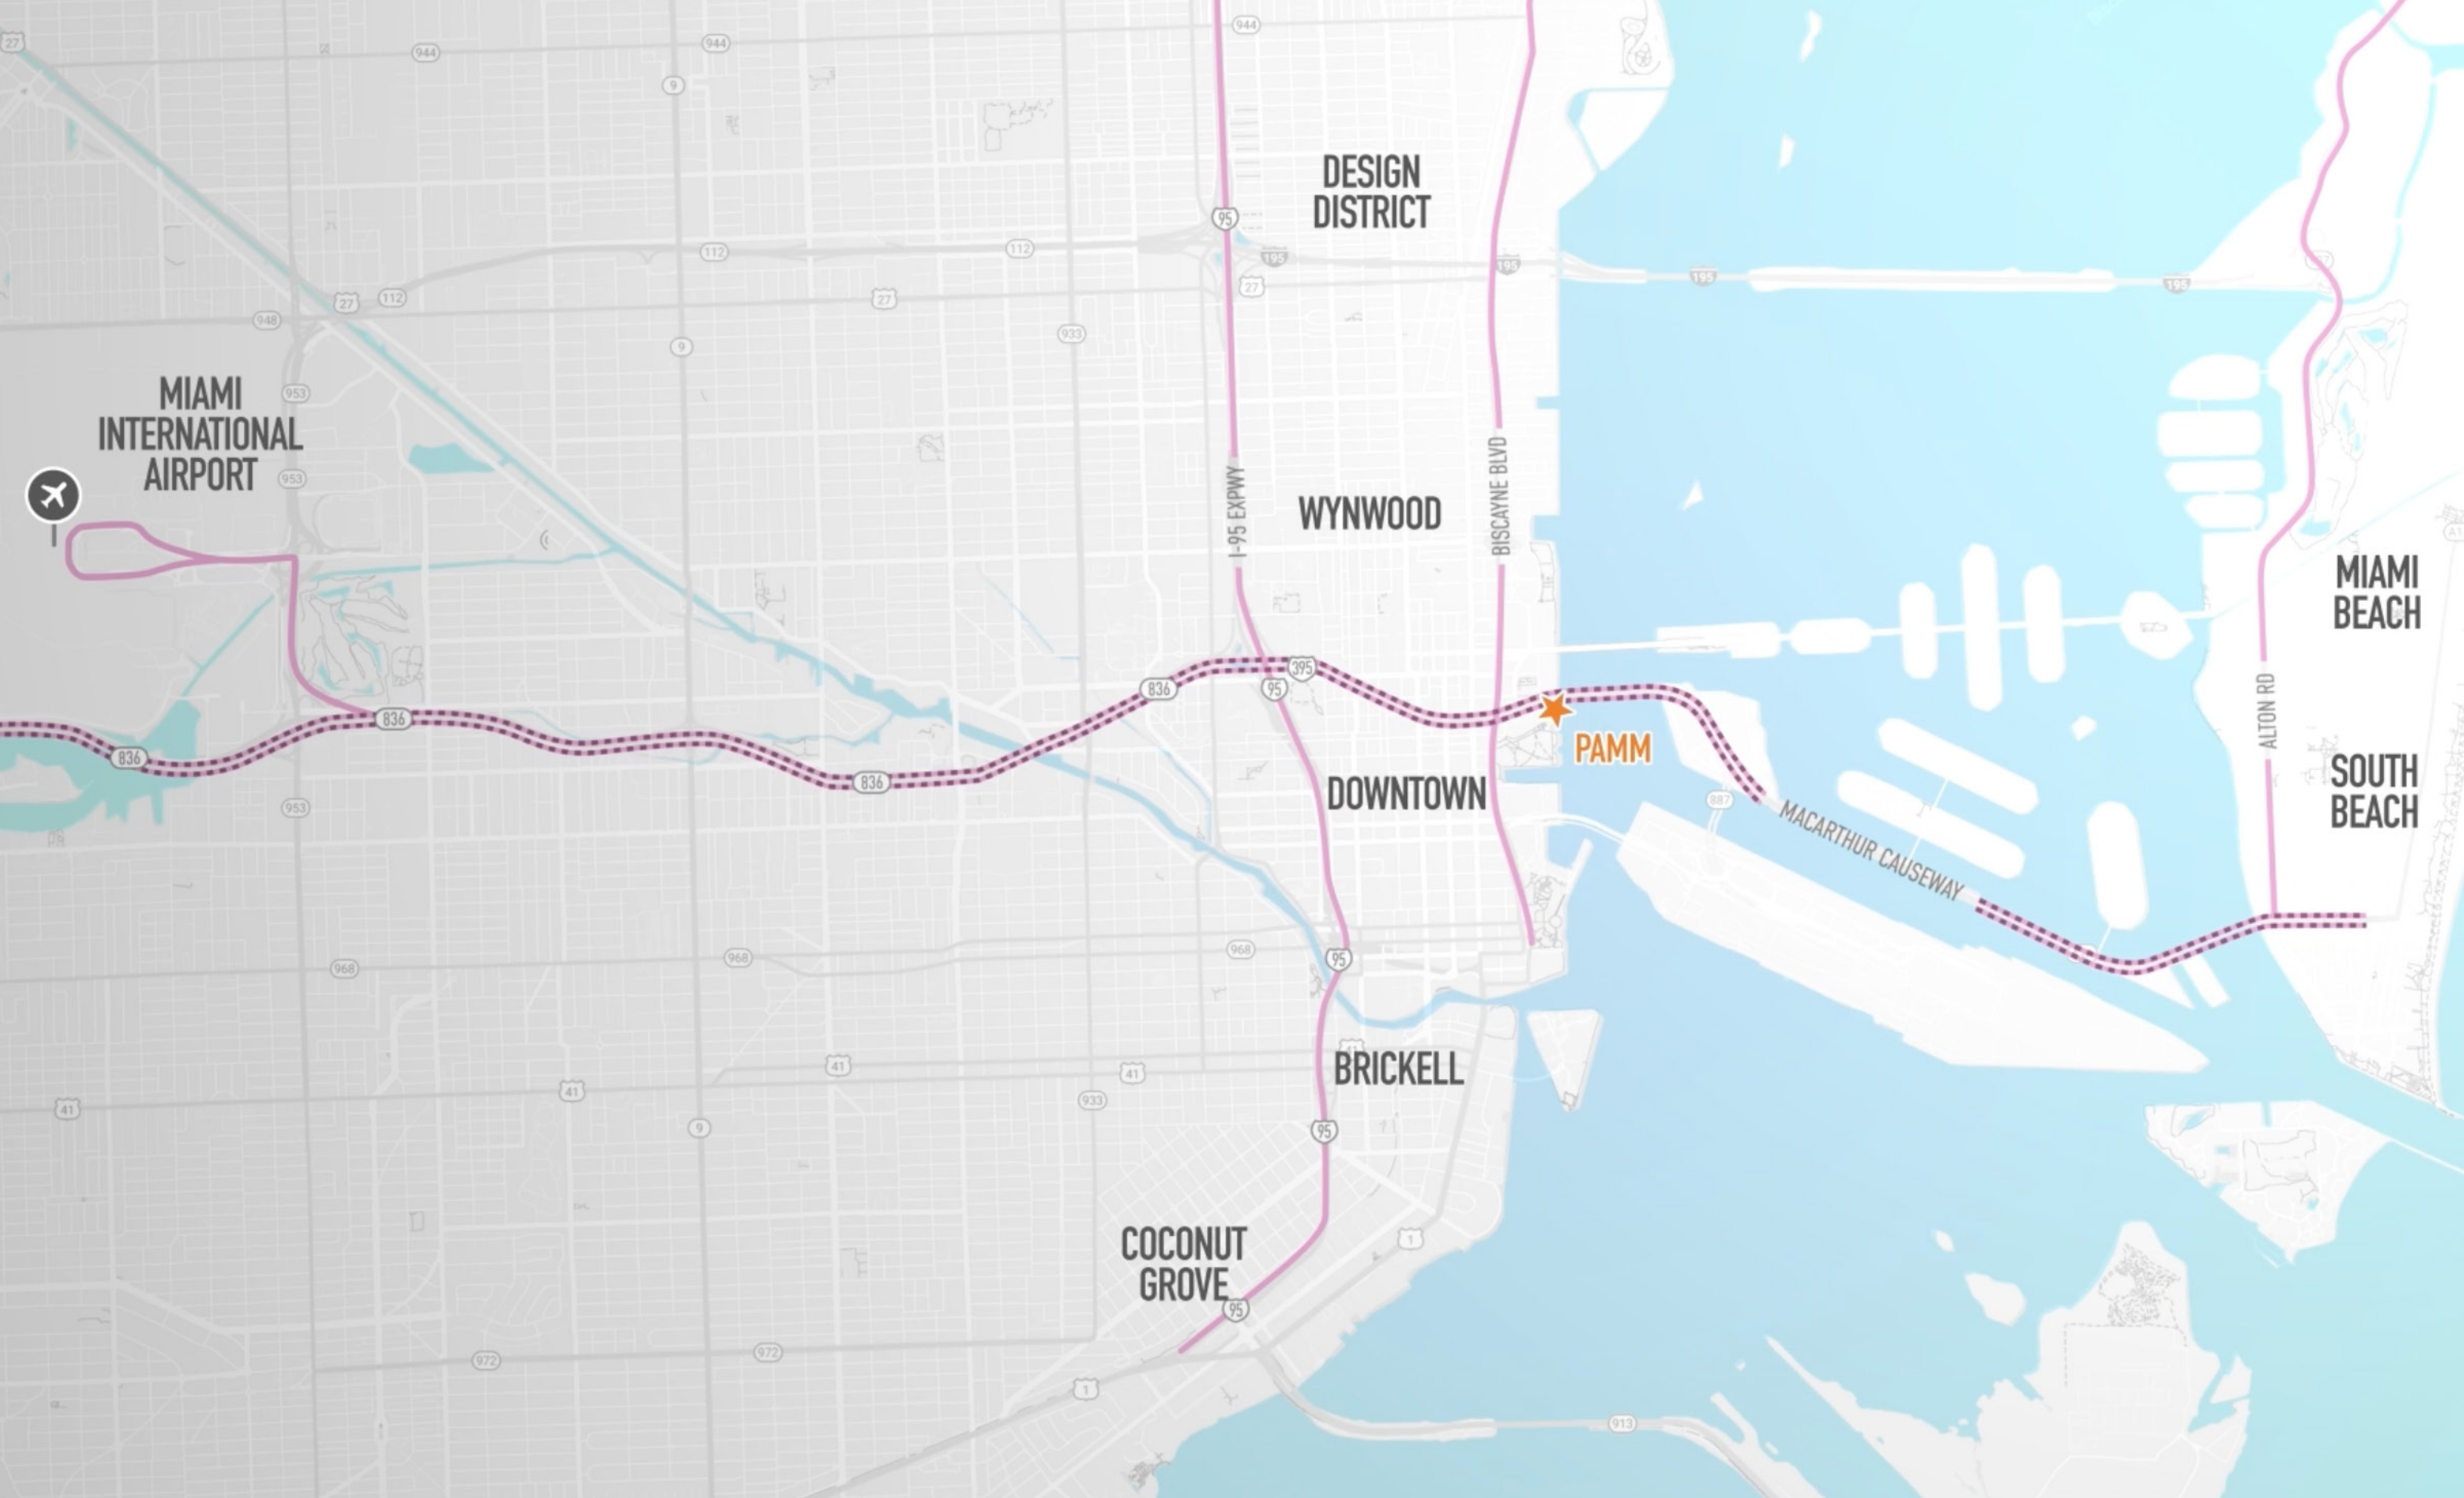 27
944
944
944
9
DESIGN
DISTRICT
95
112
112
195
195
195
195
27
112
27
27
948
933
9
MIAMI
INTERNATIONAL
AIRPORT
953
953
I-95 EXPWY
BISCAYNE BLVD
WYNWOOD
MIAMI
BEACH
395
836
95
ALTON RD
836
836
836
PAMM
953
DOWNTOWN
887
MACARTHUR CAUSEWAY
SOUTH
BEACH
968
968
968
95
41
41
41
41
41
BRICKELL
933
9
95
COCONUT
GROVE
1
95
972
972
1
913